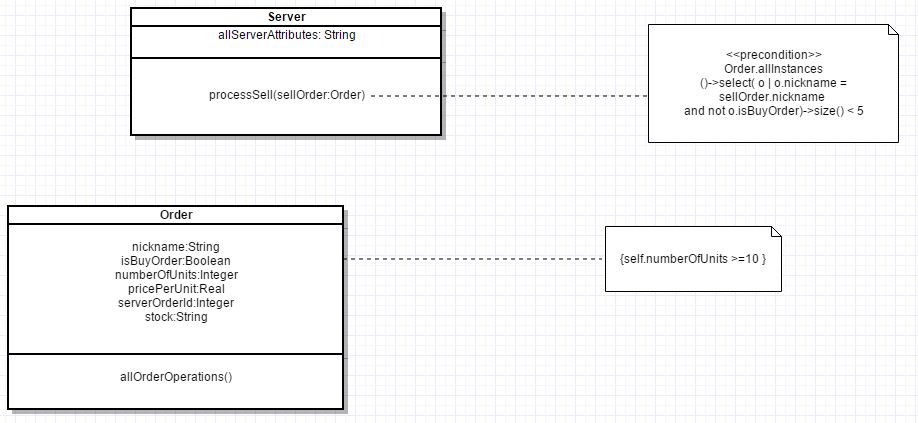 Server
allServerAttributes: String
processSell(sellOrder:Order)
<<precondition>>
Order.allInstances
()->select( o | o.nickname =
sellOrder.nickname
and not o.isBuyOrder)->size() < 5
Order
nickname:String
isBuyOrder:Boolean
numberOfUnits:Integer
pricePerUnit:Real
serverOrderId:Integer
stock:String
allOrderOperations()
{self.numberOfUnits >=10 }